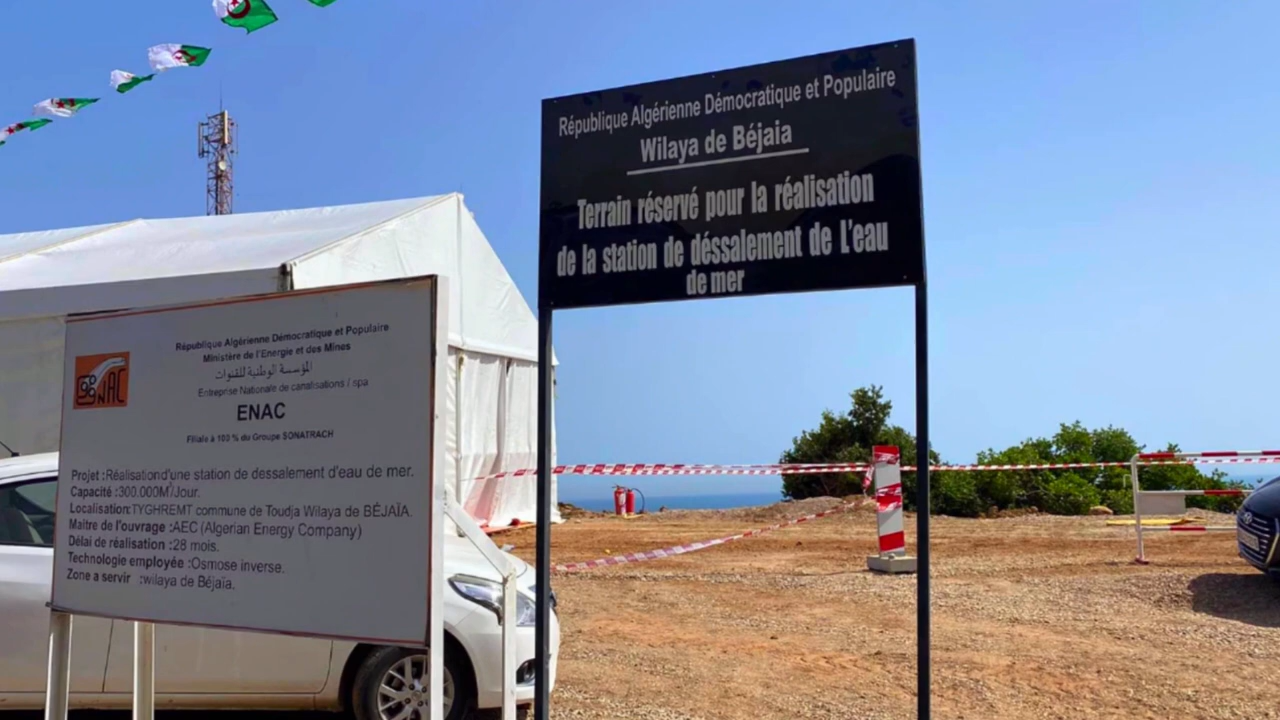 République Algérienne Démocratique et Populaire
Wilaya de Béjaia
Terrain réservé pour la réalisation
de la station de déssalement de L'eau
de mer
ENAC
République Algérienne Démocratique et Populaire
Ministère de l'Energie et des Mines
المؤسسة الوطنية للقنوات
Entreprise Nationale de canalisations / spa
ENAC
Filiale à 100 % du Groupe SONATRACH
Projet :Réalisationd'une station de dessalement d'eau de mer.
Capacité :300.000M³/Jour.
Localisation:TYGHREMT commune de Toudja Wilaya de BÉJAÏA.
Maitre de l'ouvrage :AEC (Algerian Energy Company)
Délai de réalisation :28 mois.
Technologie employée :Osmose inverse.
Zone a servir :wilaya de Béjaïa.